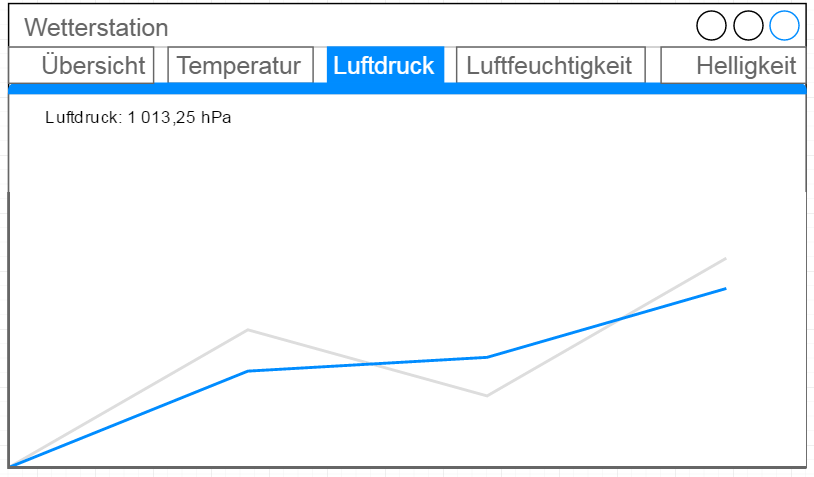 Wetterstation
Übersicht Temperatur Luftdruck Luftfeuchtigkeit Helligkeit
Luftdruck: 1 013,25 hPa